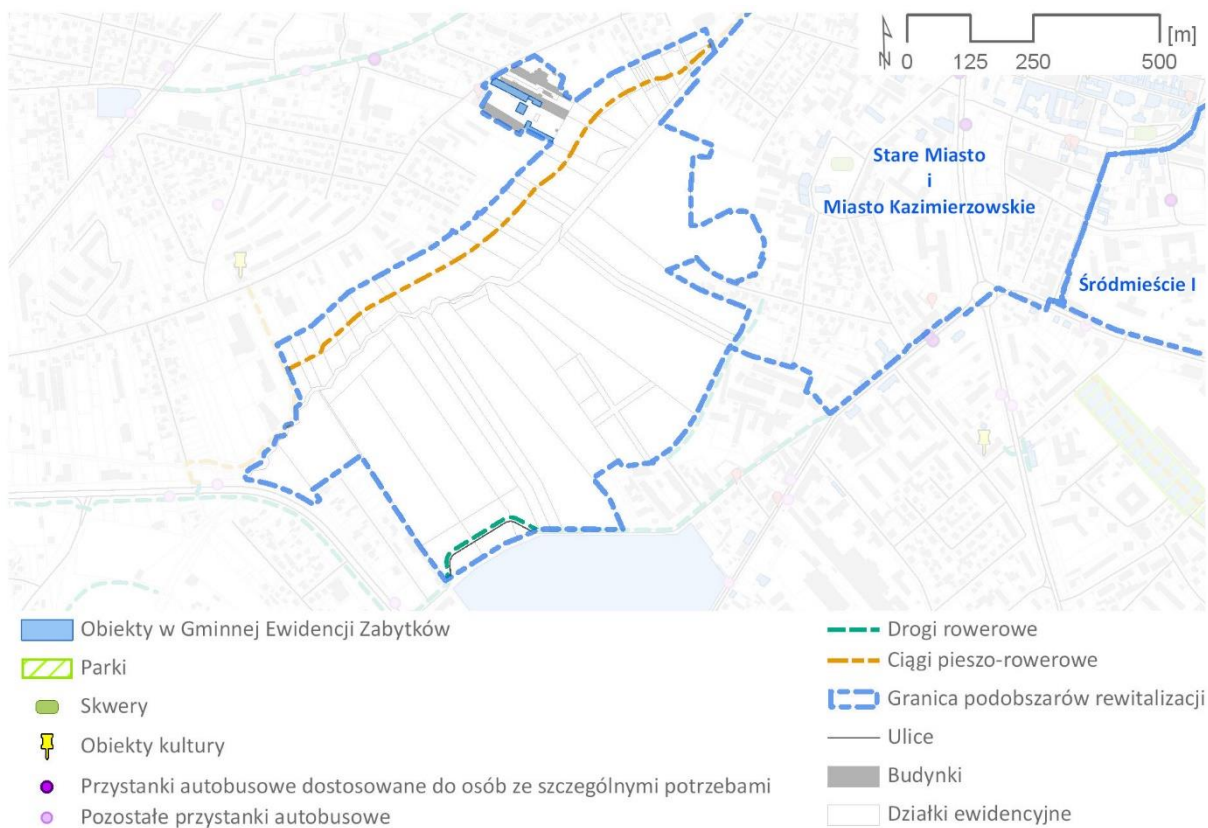 N
0 125 250 500
[m]
Stare Miasto
i
Miasto Kazimierzowskie
Śródmieście I
Obiekty w Gminnej Ewidencji Zabytków
Parki
Skwery
Obiekty kultury
Przystanki autobusowe dostosowane do osób ze szczególnymi potrzebami
Pozostałe przystanki autobusowe
Drogi rowerowe
Ciągi pieszo-rowerowe
Granica podobszarów rewitalizacji
Ulice
Budynki
Działki ewidencyjne